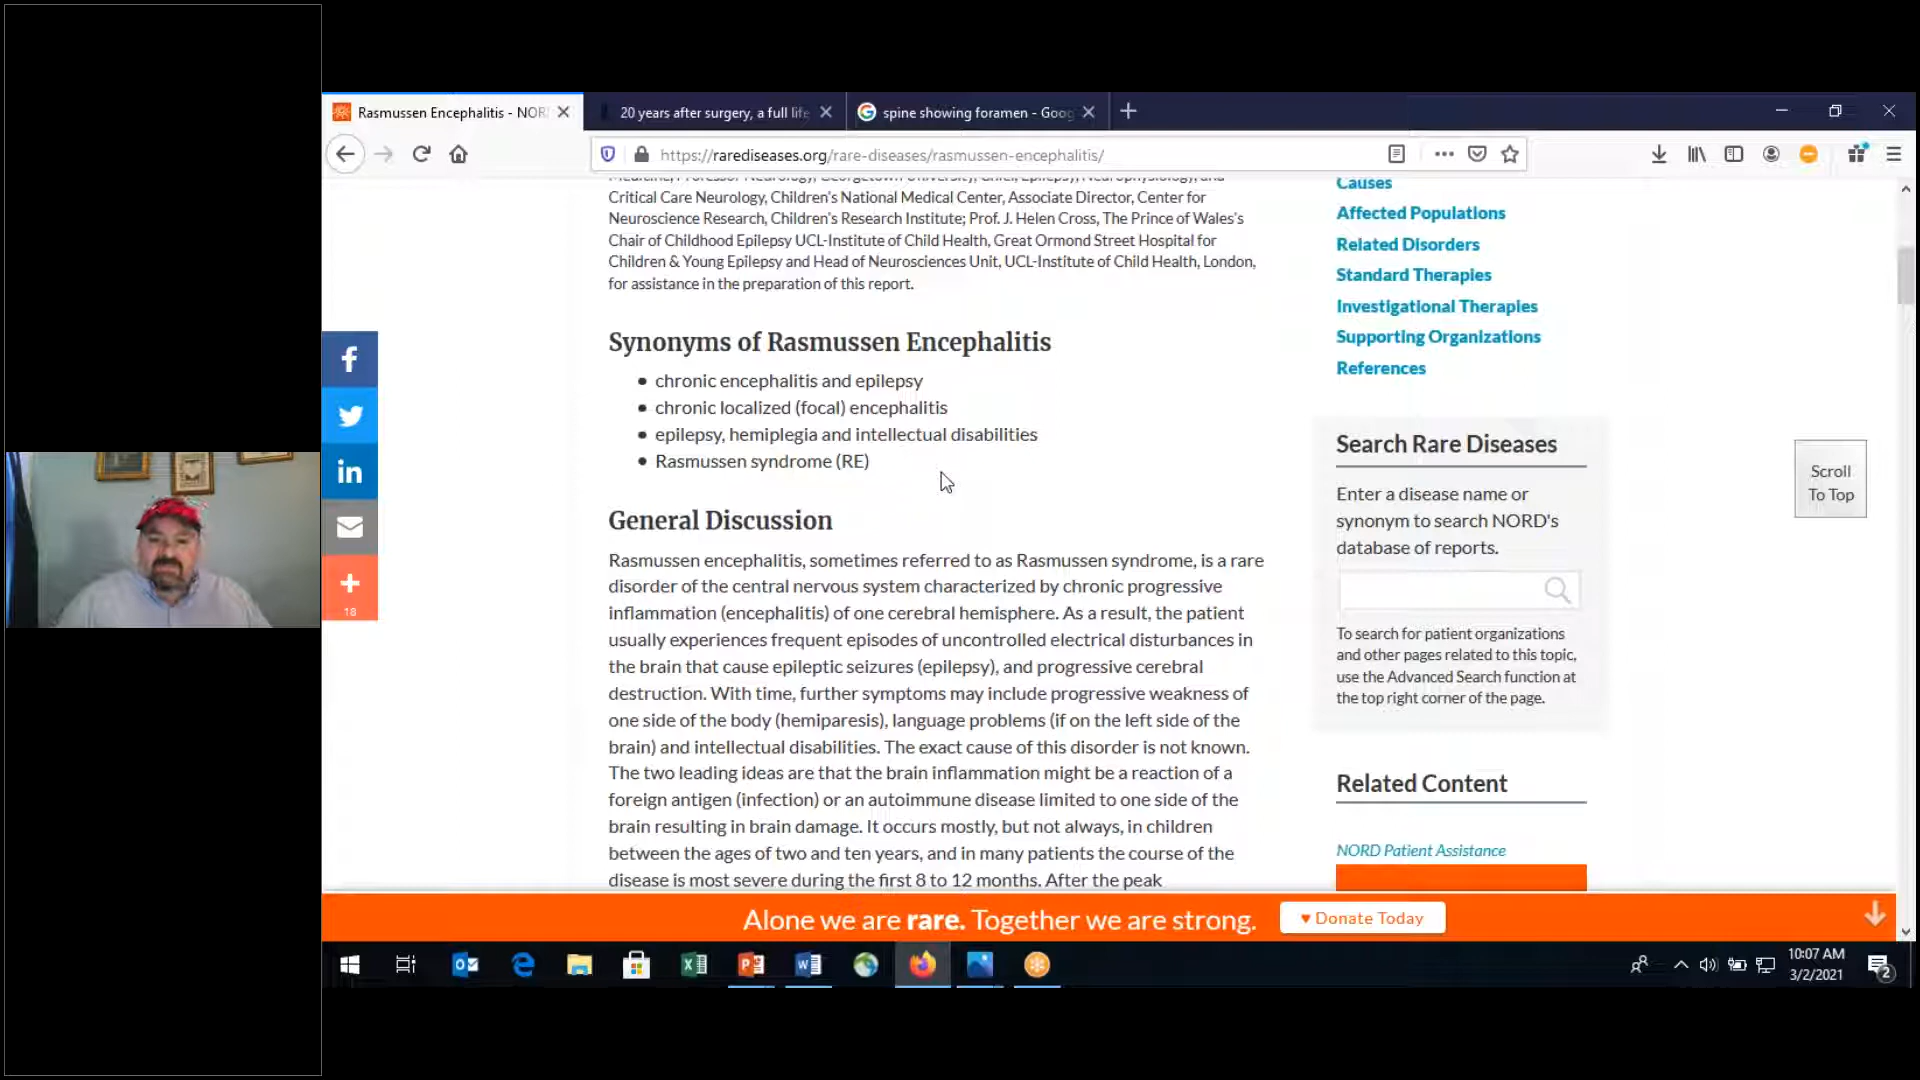 Rasmussen Encephalitis - NOR
20 years after surgery, a full life
spine showing foramen - Goog
https://rarediseases.org/rare-diseases/rasmussen-encephalitis/
Medicine, Professor Neurology, Georgetown University, Chief, Epilepsy, Neurophysiology, and
Critical Care Neurology, Children's National Medical Center, Associate Director, Center for
Neuroscience Research, Children's Research Institute; Prof. J. Helen Cross, The Prince of Wales's
Chair of Childhood Epilepsy UCL-Institute of Child Health, Great Ormond Street Hospital for
Children & Young Epilepsy and Head of Neurosciences Unit, UCL-Institute of Child Health, London,
for assistance in the preparation of this report.
Synonyms of Rasmussen Encephalitis
• chronic encephalitis and epilepsy
• chronic localized (focal) encephalitis
• epilepsy, hemiplegia and intellectual disabilities
• Rasmussen syndrome (RE)
General Discussion
Rasmussen encephalitis, sometimes referred to as Rasmussen syndrome, is a rare
disorder of the central nervous system characterized by chronic progressive
inflammation (encephalitis) of one cerebral hemisphere. As a result, the patient
usually experiences frequent episodes of uncontrolled electrical disturbances in
the brain that cause epileptic seizures (epilepsy), and progressive cerebral
destruction. With time, further symptoms may include progressive weakness of
one side of the body (hemiparesis), language problems (if on the left side of the
brain) and intellectual disabilities. The exact cause of this disorder is not known.
The two leading ideas are that the brain inflammation might be a reaction of a
foreign antigen (infection) or an autoimmune disease limited to one side of the
brain resulting in brain damage. It occurs mostly, but not always, in children
between the ages of two and ten years, and in many patients the course of the
disease is most severe during the first 8 to 12 months. After the peak
Causes
Affected Populations
Related Disorders
Standard Therapies
Investigational Therapies
Supporting Organizations
References
Search Rare Diseases
Enter a disease name or
synonym to search NORD's
database of reports.
To search for patient organizations
and other pages related to this topic,
use the Advanced Search function at
the top right corner of the page.
Related Content
NORD Patient Assistance
Scroll
To Top
18
Alone we are rare. Together we are strong.
♥ Donate Today
10:07 AM
3/2/2021
2